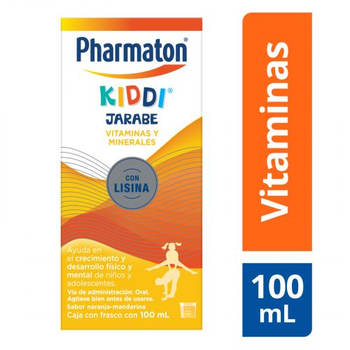 Pharmaton®
KIDDI®
JARABE
VITAMINAS Y
MINERALES
CON
LISINA
Ayuda en
el crecimiento y
desarrollo físico y
mental de niños y
adolescentes.
Vía de administración: Oral.
Agítese bien antes de usarse.
Sabor naranja-mandarina
Caja con frasco con 100 mL
Vitaminas
100
mL